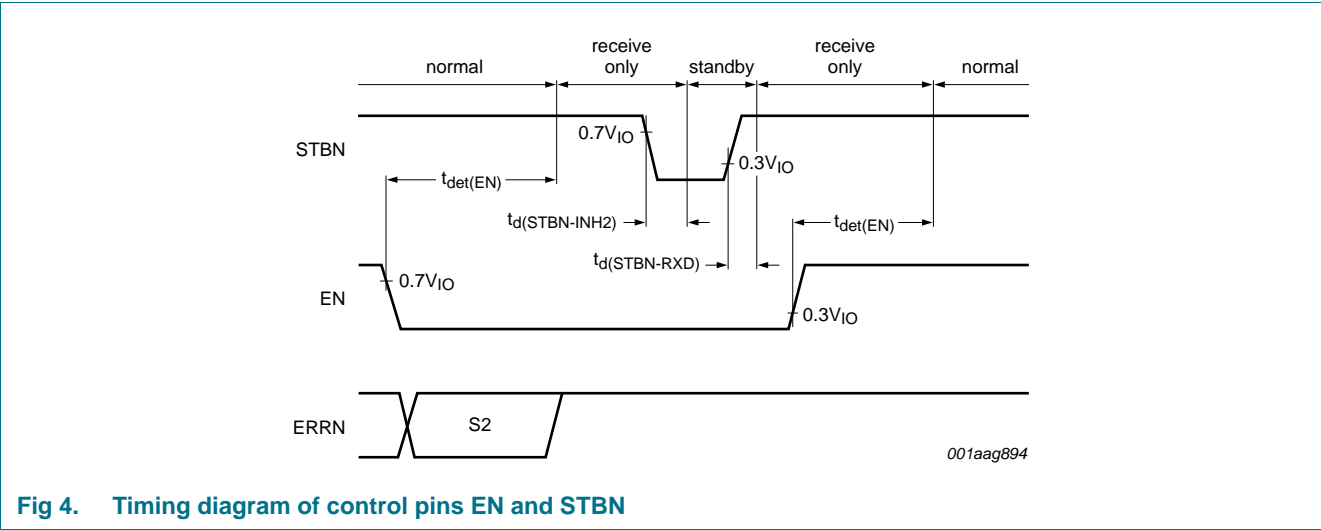 receive receive
normal only standby only normal
0.7VIO
STBN
0.3VIO
tdet(EN)
td(STBN-INH2) tdet(EN)
td(STBN-RXD)
0.7VIO
EN
0.3VIO
ERRN S2
001aag894
Fig 4. Timing diagram of control pins EN and STBN